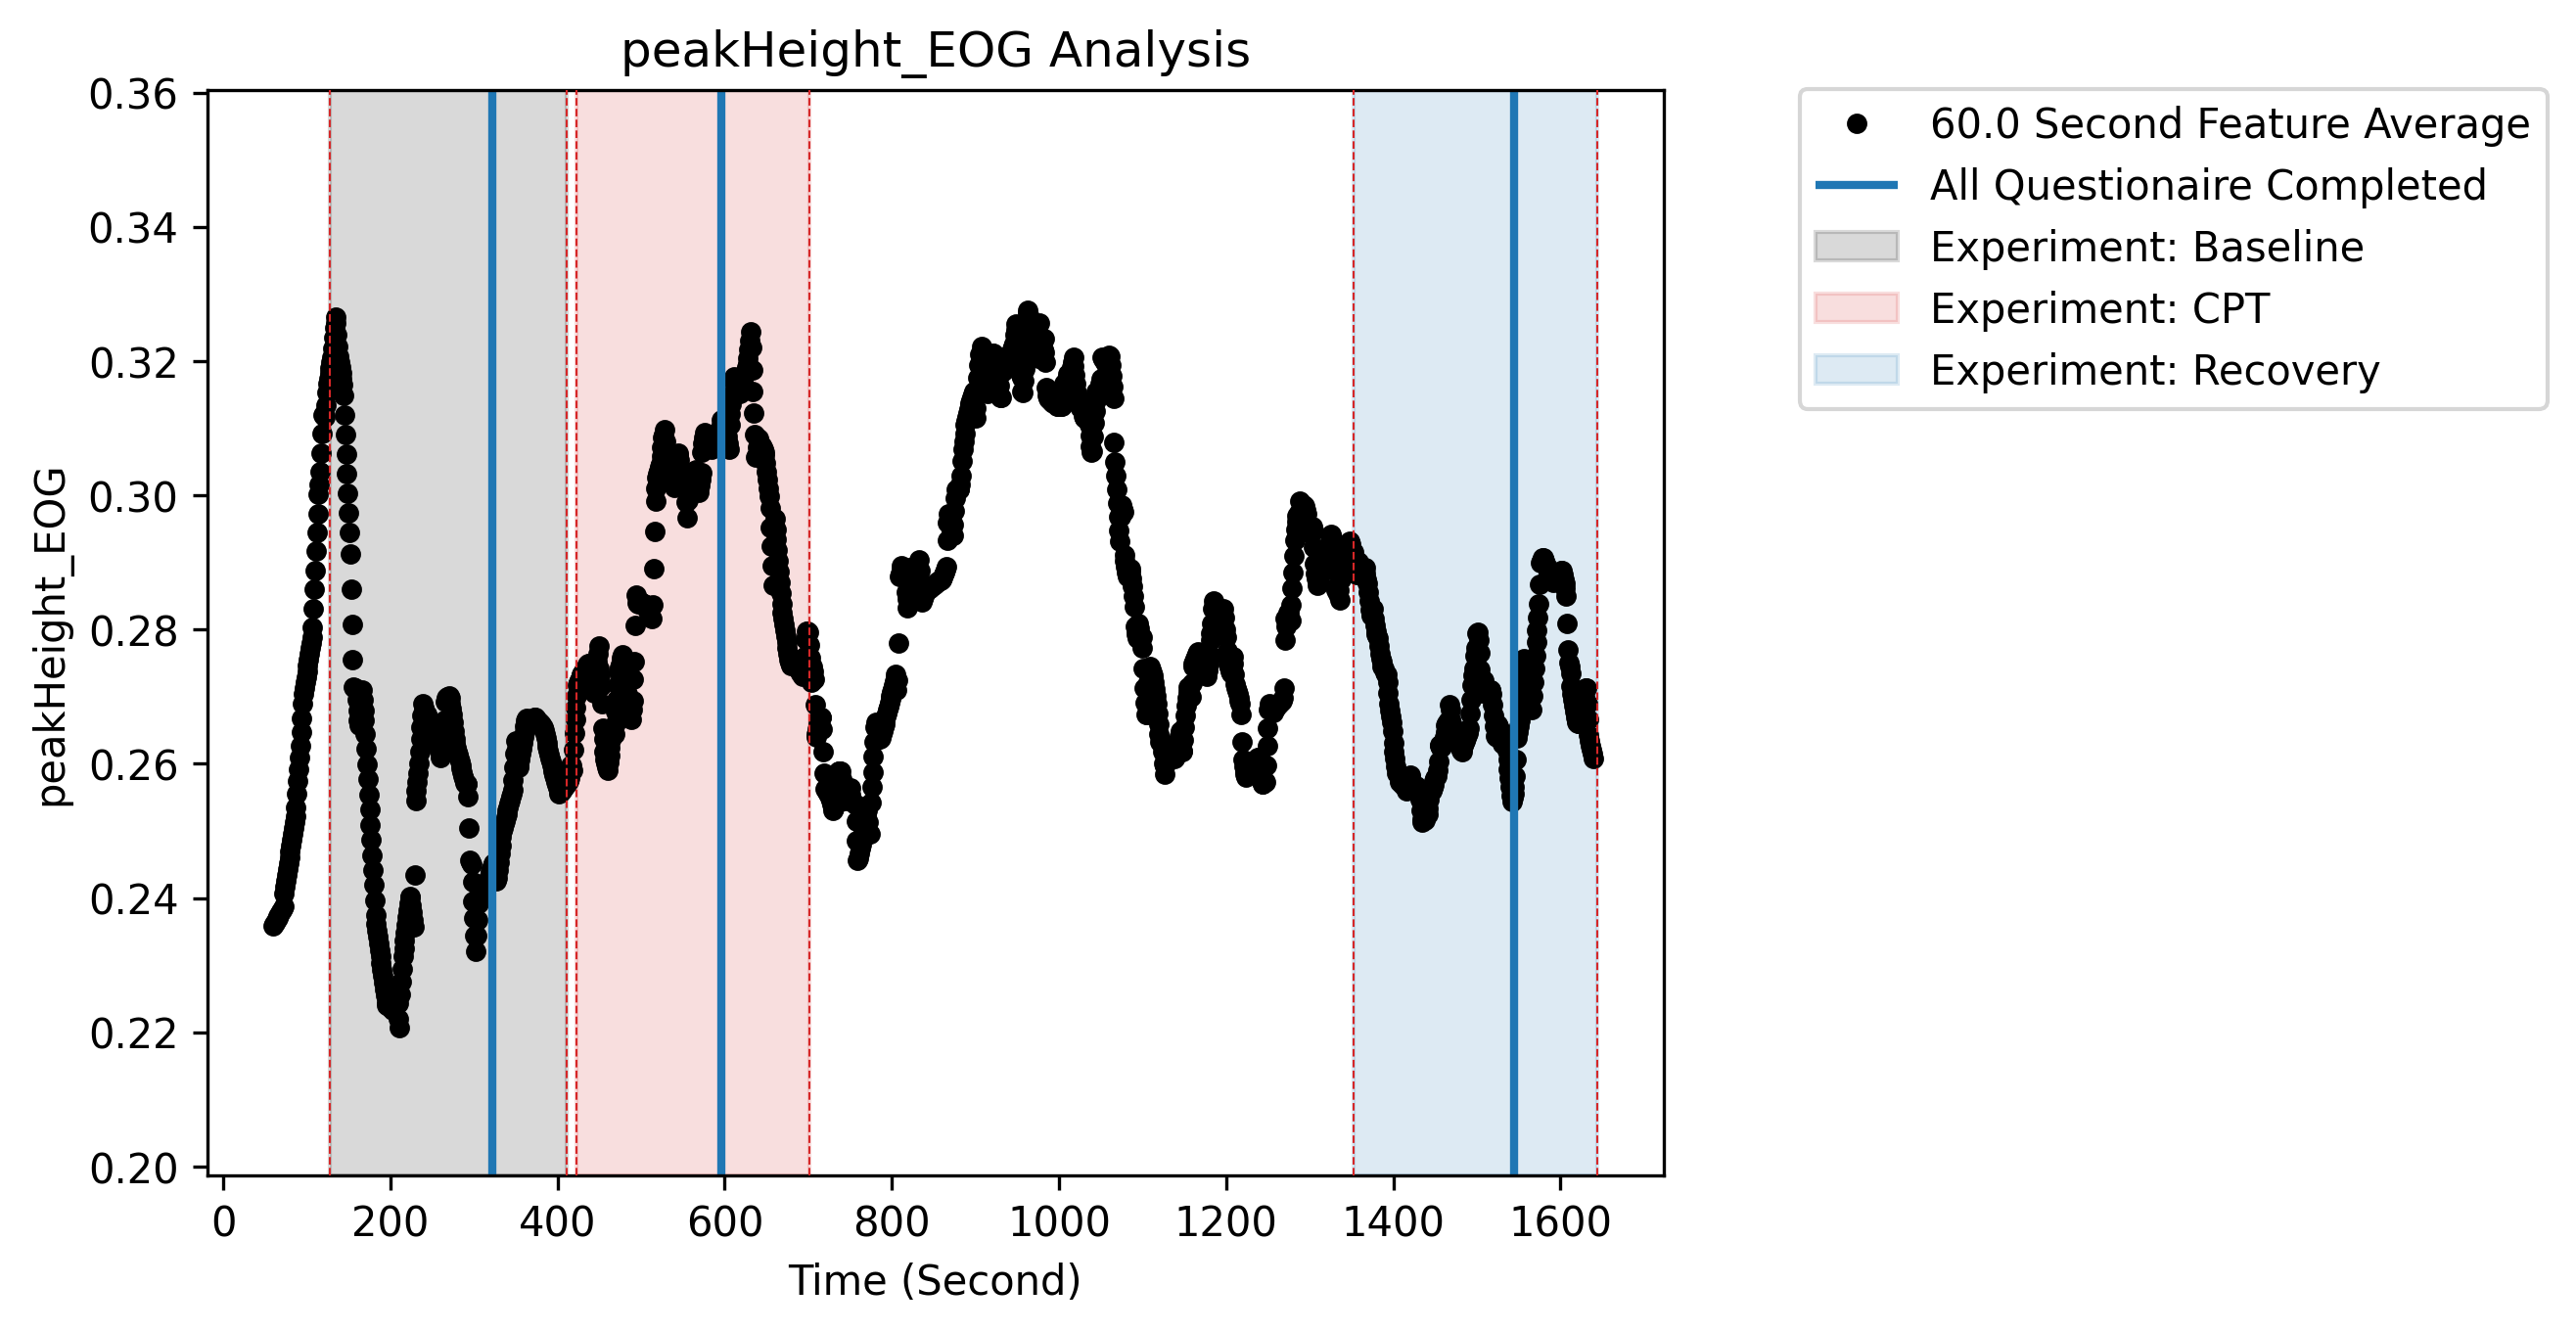 peakHeight_EOG Analysis
0.36
0.34
0.32
0.30
0.28
0.26
0.24
0.22
0.20
peakHeight_EOG
0 200 400 600 800 1000 1200 1400 1600
Time (Second)
60.0 Second Feature Average
All Questionaire Completed
Experiment: Baseline
Experiment: CPT
Experiment: Recovery